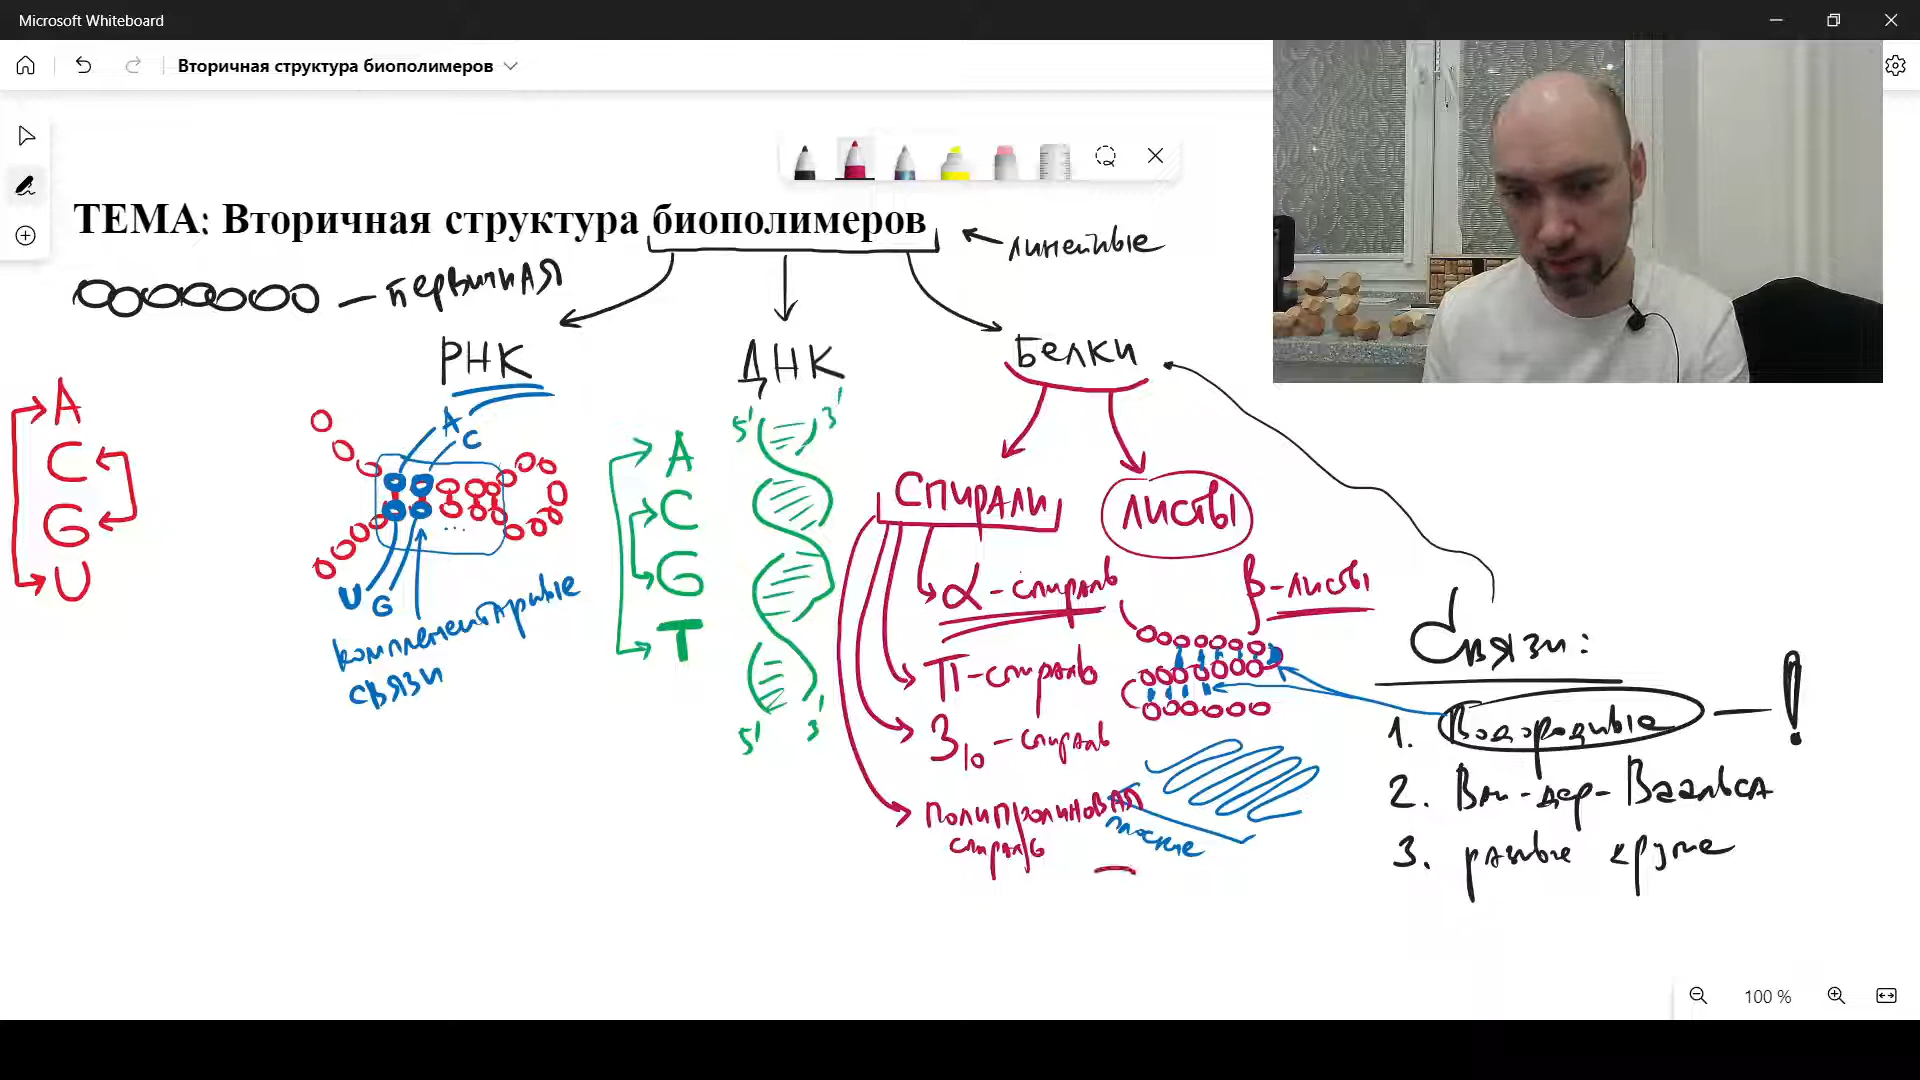 Microsoft Whiteboard
Вторичная структура биополимеров
ТЕМА: Вторичная структура биополимеров
линейные
первичная
РНК
ДНК
Белки
A
C
G
U
A
C
U
G
комплементарные
связи
A
C
G
T
5'
3'
5'
3'
СПИРАЛИ
ЛИСТЫ
α-спираль
π-спираль
3₁₀-спираль
ПОЛИПРОЛИНОВАЯ
спираль
β-листы
плоские
Связи:
1. Водородные — !
2. Ван-дер-Ваальса
3.
100 %